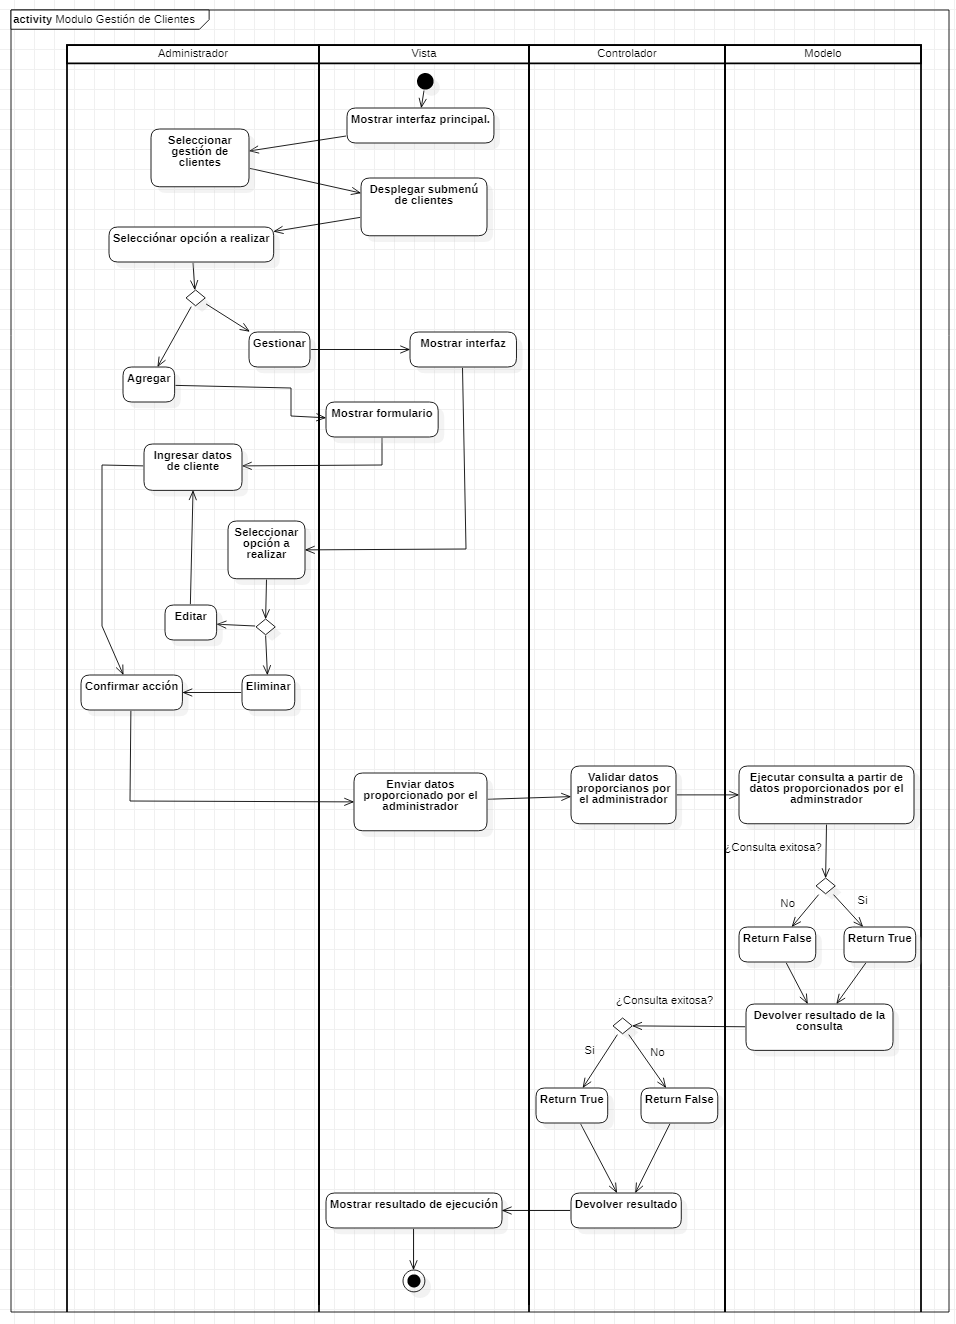 activity Modulo Gestión de Clientes
Administrador
Vista
Controlador
Modelo
Mostrar interfaz principal.
Seleccionar
gestión de
clientes
Desplegar submenú
de clientes
Selecciónar opción a realizar
Gestionar
Mostrar interfaz
Agregar
Mostrar formulario
Ingresar datos
de cliente
Seleccionar
opción a
realizar
Editar
Confirmar acción
Eliminar
Enviar datos
proporcionado por el
administrador
Validar datos
proporcianos por
el administrador
Ejecutar consulta a partir de
datos proporcionados por el
adminstrador
¿Consulta exitosa?
No
Si
Return False
Return True
Devolver resultado de la
consulta
¿Consulta exitosa?
Si
No
Return True
Return False
Mostrar resultado de ejecución
Devolver resultado